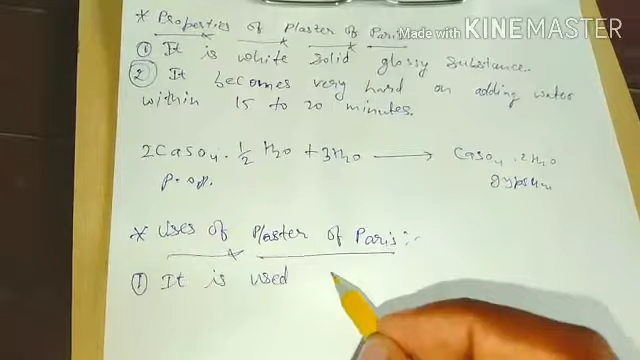 * Properties of Plaster of Paris
Made with KINEMASTER
① It is white solid glossy substance.
② It becomes very hard on adding water
within 15 to 20 minutes.
2CaSO₄·½ H₂O + 3H₂O ⟶ CaSO₄·2H₂O
P.O.P. gypsum
* Uses of Plaster of Paris:-
① It is used